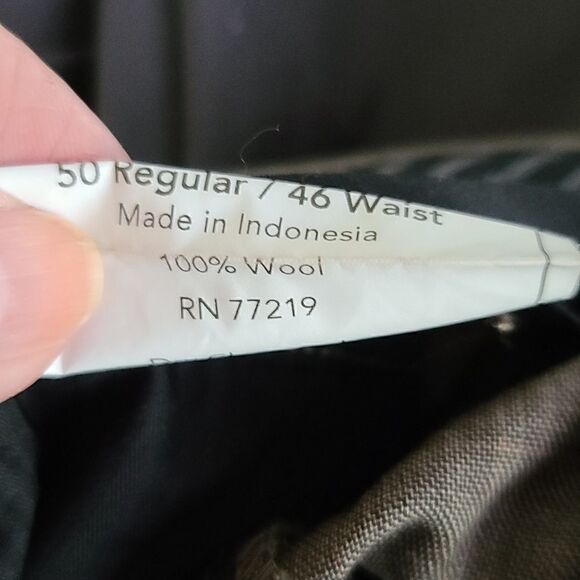 50 Regular / 46 Waist
Made in Indonesia
100% Wool
RN 77219